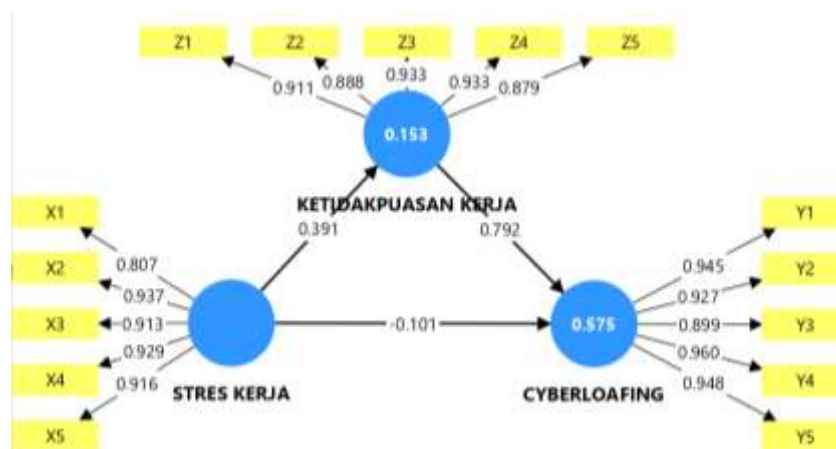 Z1 Z2 Z3 Z4 Z5
0.911 0.888 0.933 0.933 0.879
0.153
KETIDAKPUASAN KERJA
0.391 0.792
X1
X2
X3
X4
X5
0.807
0.937
0.913
0.929
0.916
STRES KERJA
-0.101
0.575
CYBERLOAFING
0.945
0.927
0.899
0.960
0.948
Y1
Y2
Y3
Y4
Y5